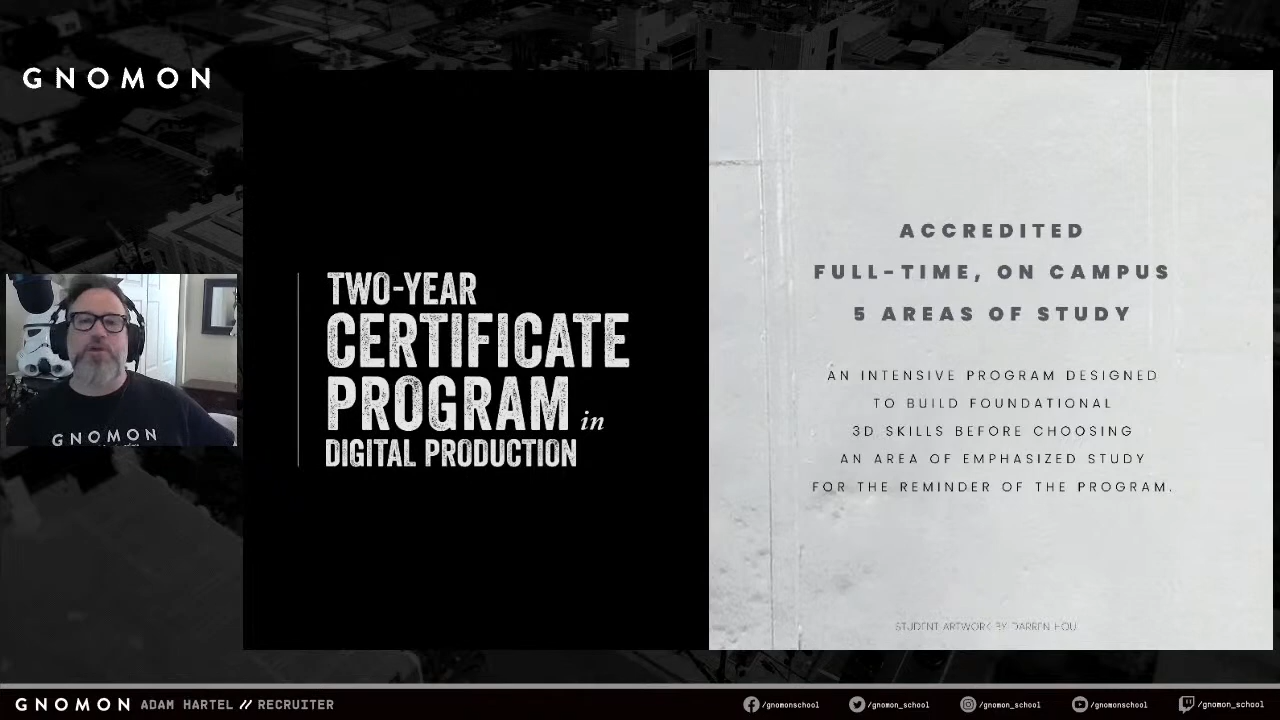 GNOMON
GNOMON
TWO-YEAR
CERTIFICATE
PROGRAM in
DIGITAL PRODUCTION
ACCREDITED
FULL-TIME, ON CAMPUS
5 AREAS OF STUDY
AN INTENSIVE PROGRAM DESIGNED
TO BUILD FOUNDATIONAL
3D SKILLS BEFORE CHOOSING
AN AREA OF EMPHASIZED STUDY
FOR THE REMINDER OF THE PROGRAM.
STUDENT ARTWORK BY DARREN HOU
GNOMON ADAM HARTEL // RECRUITER
/gnomonschool /gnomon_school /gnomon_school /gnomonschool /gnomon_school